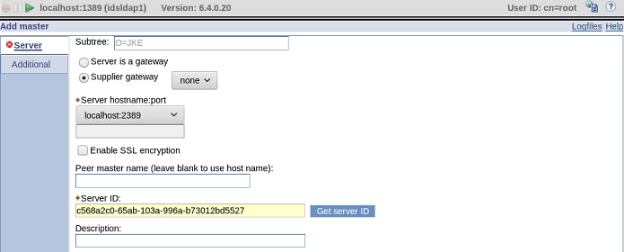 localhost:1389 (idsldap1) Version: 6.4.0.20 User ID: cn=root
Add master Logfiles Help
Server
Additional
Subtree: O=JKE
Server is a gateway
Supplier gateway none
Server hostname:port
localhost:2389
Enable SSL encryption
Peer master name (leave blank to use host name):
Server ID:
c568a2c0-65ab-103a-996a-b73012bd5527 Get server ID
Description: